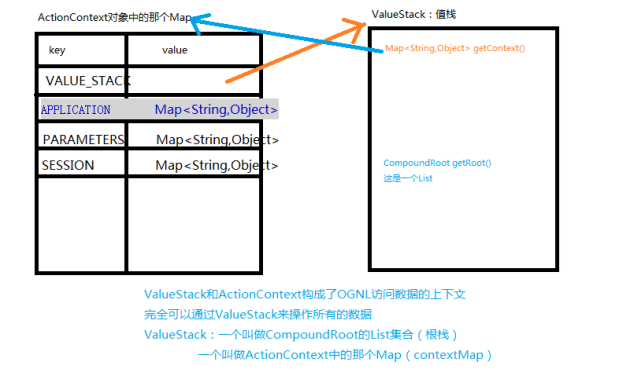 ActionContext对象中的那个Map
ValueStack：值栈
key value
Map<String,Object> getContext()
VALUE_STACK
APPLICATION Map<String,Object>
PARAMETERS Map<String,Object>
SESSION Map<String,Object>
CompoundRoot getRoot()
这是一个List
ValueStack和ActionContext构成了OGNL访问数据的上下文
完全可以通过ValueStack来操作所有的数据
ValueStack：一个叫做CompoundRoot的List集合（根栈）
一个叫做ActionContext中的那个Map（contextMap）